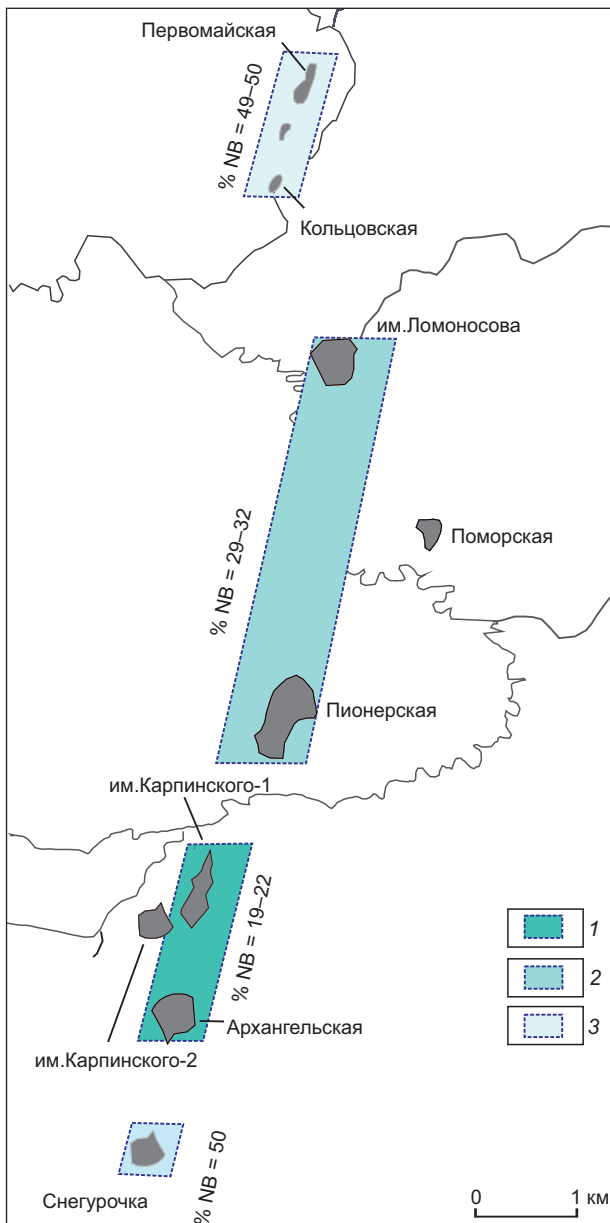 Первомайская
% NB = 49–50
Кольцовская
им.Ломоносова
Поморская
% NB = 29–32
Пионерская
им.Карпинского-1
% NB = 19–22
1
2
3
Архангельская
им.Карпинского-2
% NB = 50
Снегурочка
0 1 км